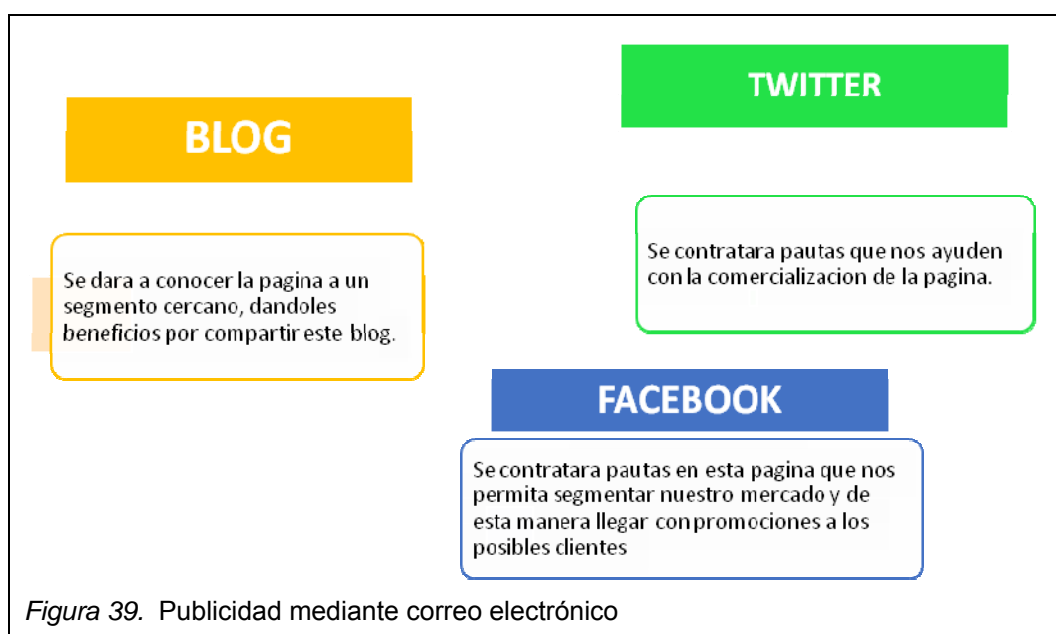 BLOG
Se dara a conocer la pagina a un
segmento cercano, dandoles
beneficios por compartir este blog.
TWITTER
Se contratara pautas que nos ayuden
con la comercializacion de la pagina.
FACEBOOK
Se contratara pautas en esta pagina que nos
permita segmentar nuestro mercado y de
esta manera llegar con promociones a los
posibles clientes
Figura 39. Publicidad mediante correo electrónico